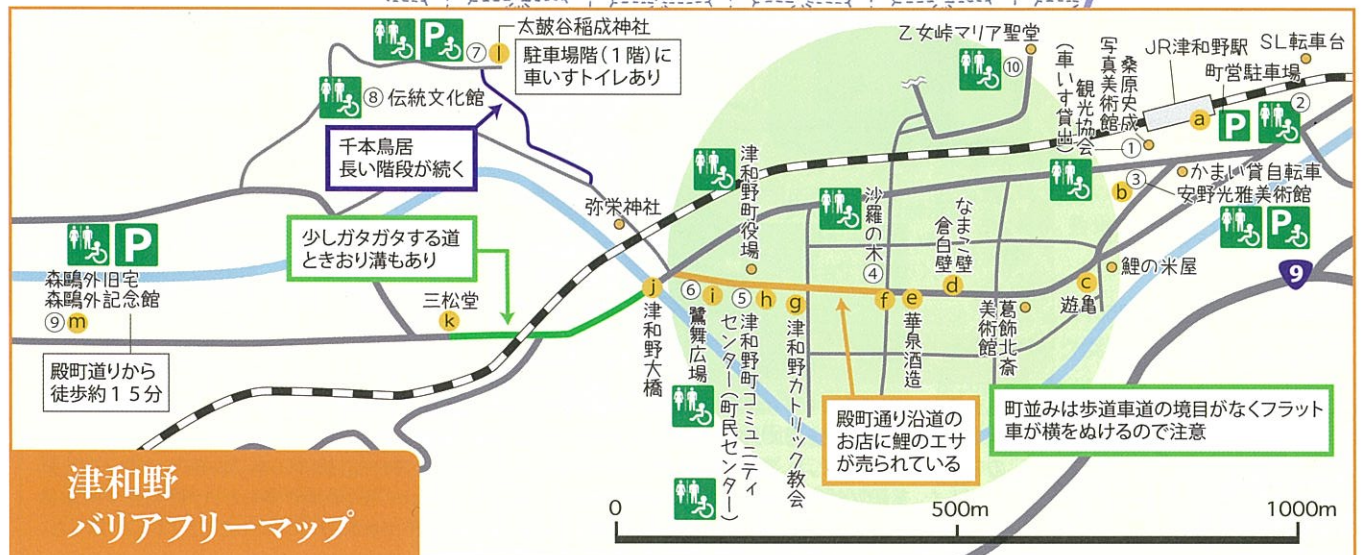 太皷谷稲成神社
P
⑦
l
駐車場階(1階)に
車いすトイレあり
⑧伝統文化館
千本鳥居
長い階段が続く
弥栄神社
少しガタガタする道
ときおり溝もあり
P
森鷗外旧宅
森鷗外記念館
⑨m
殿町通りから
徒歩約15分
三松堂
k
j
津和野大橋
⑥
i
鷺舞広場
津和野町役場
⑤
h
津和野町コミュニティ
センター(町民センター)
g
津和野カトリック教会
沙羅の木
④
f
e
華泉酒造
なまこ壁
倉白壁
d
葛飾北斎
美術館
c
遊亀
鯉の米屋
乙女峠マリア聖堂
⑩
桑原史成
写真美術館
①
観光協会
(車いす貸出)
JR津和野駅
SL転車台
町営駐車場
a
P
②
かまい貸自転車
b
③
安野光雅美術館
P
9
殿町通り沿道の
お店に鯉のエサ
が売られている
町並みは歩道車道の境目がなくフラット
車が横をぬけるので注意
津和野
バリアフリーマップ
0
500m
1000m